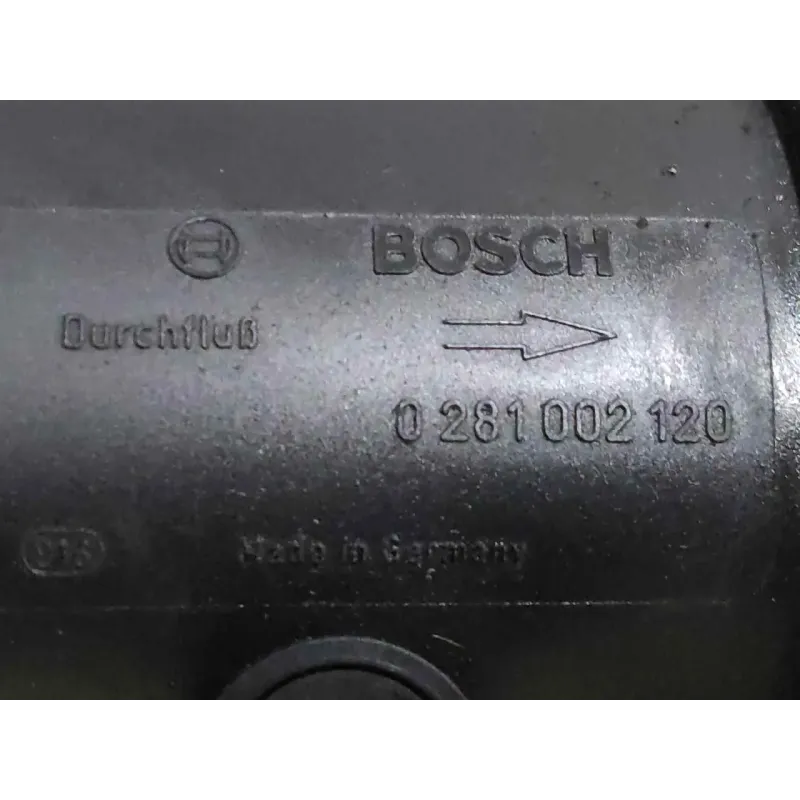 BOSCH
Durchfluß
0 281 002 120
Made in Germany